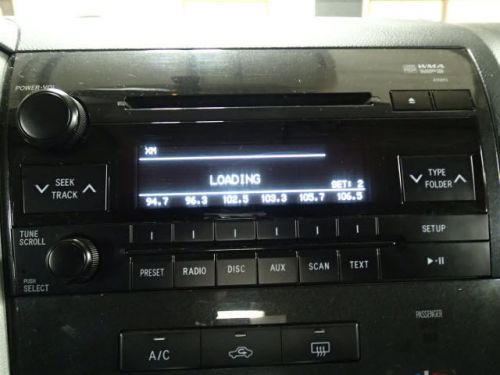 WMA
MP3
POWER•VOL
XM
LOADING
SET: 2
94.7 96.3 102.5 103.3 105.7 106.5
SEEK
TRACK
TYPE
FOLDER
TUNE
SCROLL
SETUP
PUSH
SELECT
PRESET RADIO DISC AUX SCAN TEXT
PASSENGER
A/C